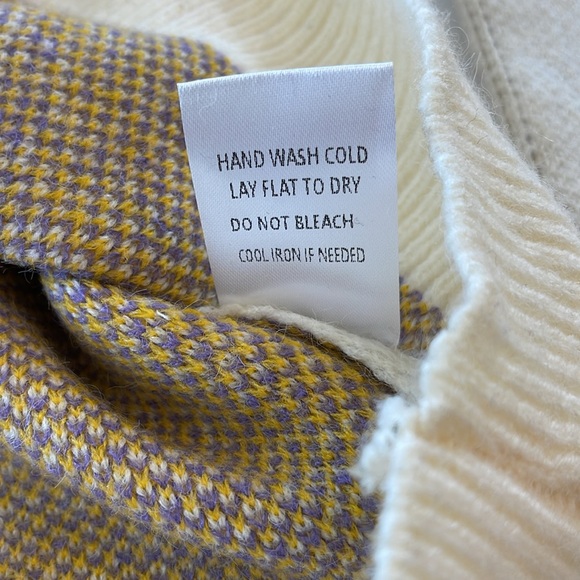 HAND WASH COLD
LAY FLAT TO DRY
DO NOT BLEACH
COOL IRON IF NEEDED